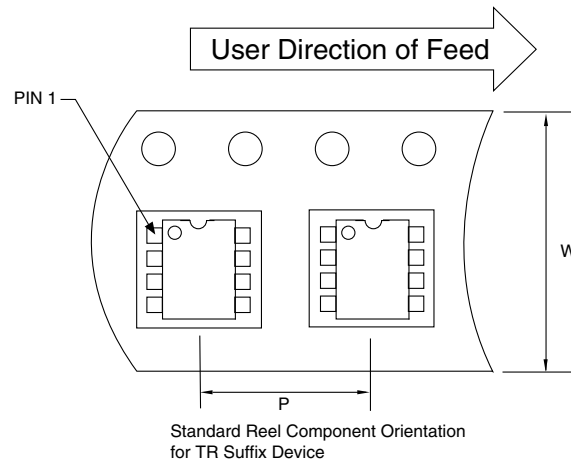 User Direction of Feed
PIN 1
W
P
Standard Reel Component Orientation
for TR Suffix Device